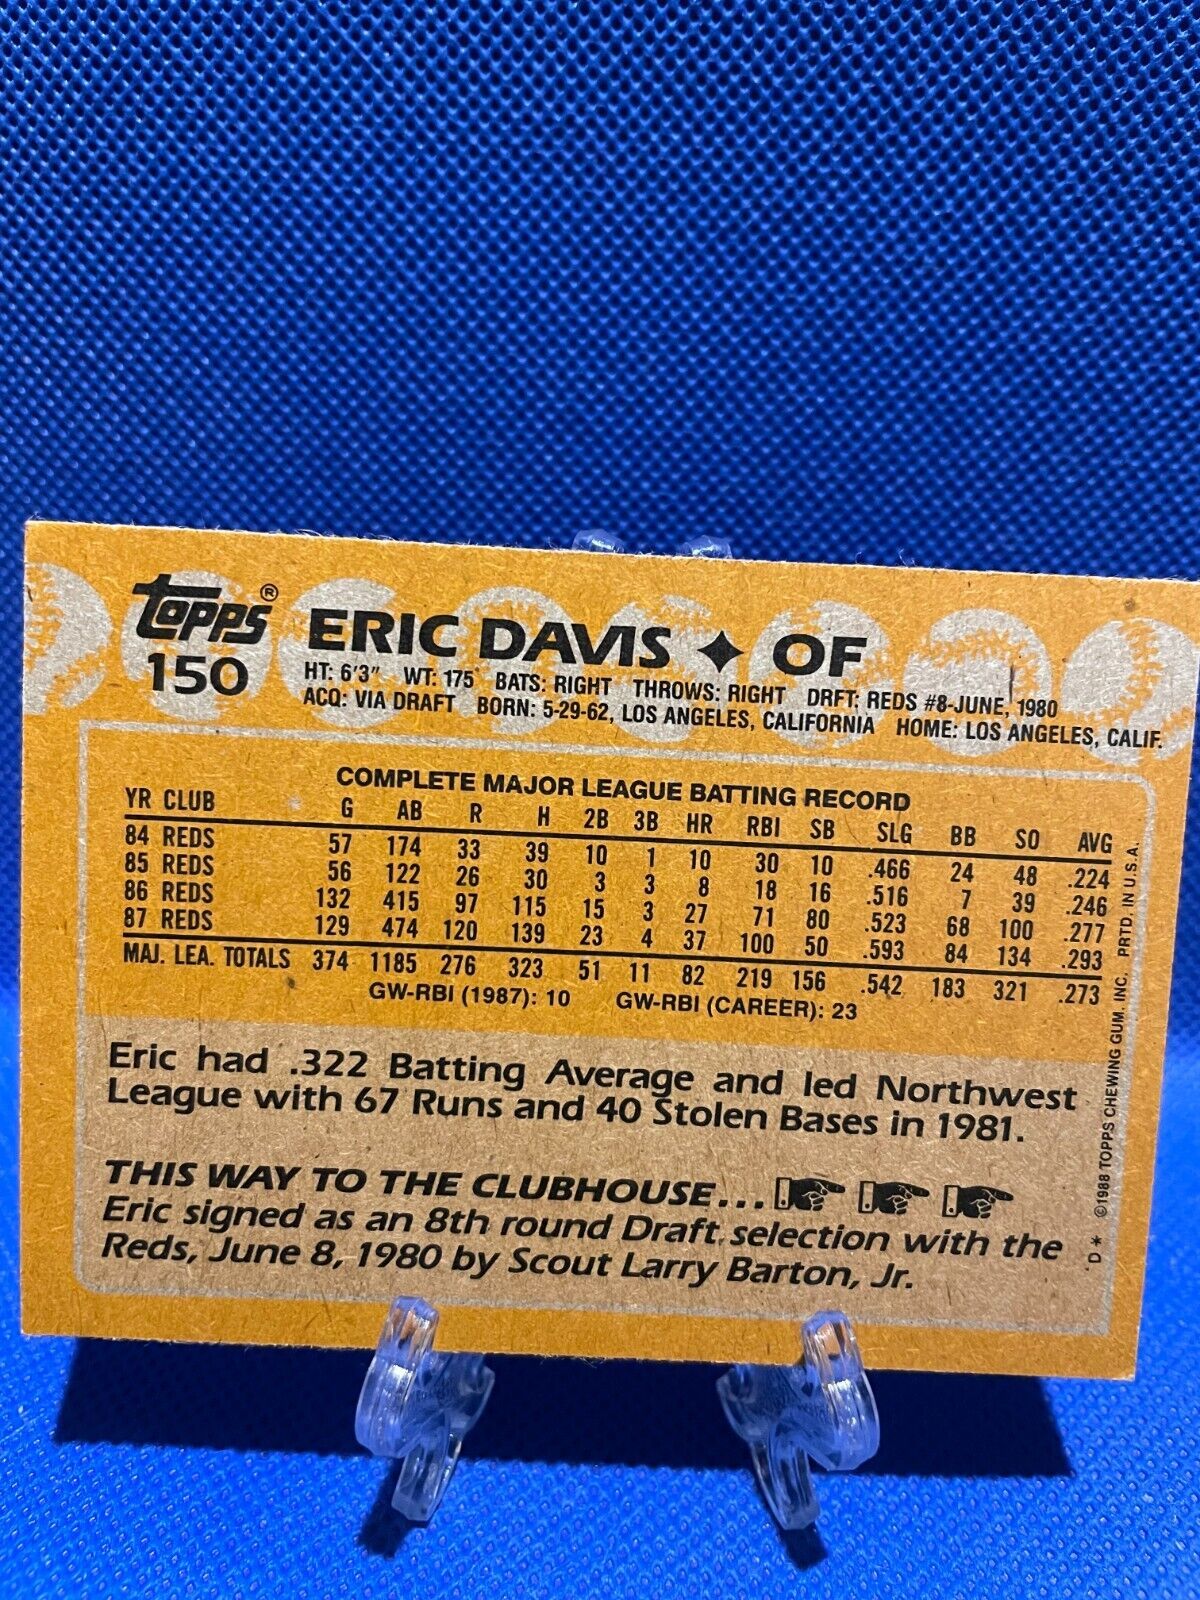 topps®
150
ERIC DAVIS ✦ OF
HT: 6'3" WT: 175 BATS: RIGHT THROWS: RIGHT DRFT: REDS #8-JUNE, 1980
ACQ: VIA DRAFT BORN: 5-29-62, LOS ANGELES, CALIFORNIA HOME: LOS ANGELES, CALIF.
COMPLETE MAJOR LEAGUE BATTING RECORD
YR CLUB G AB R H 2B 3B HR RBI SB SLG BB SO AVG
84 REDS 57 174 33 39 10 1 10 30 10 .466 24 48 .224
85 REDS 56 122 26 30 3 3 8 18 16 .516 7 39 .246
86 REDS 132 415 97 115 15 3 27 71 80 .523 68 100 .277
87 REDS 129 474 120 139 23 4 37 100 50 .593 84 134 .293
MAJ. LEA. TOTALS 374 1185 276 323 51 11 82 219 156 .542 183 321 .273
GW-RBI (1987): 10 GW-RBI (CAREER): 23
Eric had .322 Batting Average and led Northwest
League with 67 Runs and 40 Stolen Bases in 1981.
THIS WAY TO THE CLUBHOUSE...
Eric signed as an 8th round Draft selection with the
Reds, June 8, 1980 by Scout Larry Barton, Jr.
D* ©1988 TOPPS CHEWING GUM, INC. PRTD. IN U.S.A.